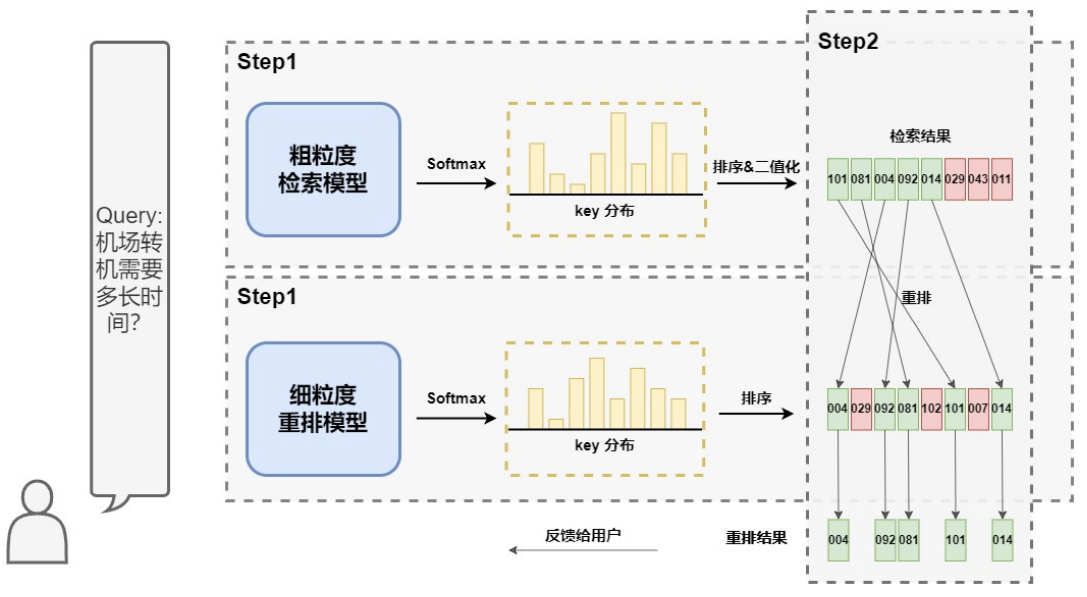 Query:
机场转
机需要
多长时
间？
Step1
粗粒度
检索模型
Softmax
key 分布
排序&二值化
Step2
检索结果
101 081 004 092 014 029 043 011
重排
Step1
细粒度
重排模型
Softmax
key 分布
排序
004 029 092 081 102 101 007 014
反馈给用户
重排结果
004 092 081 101 014